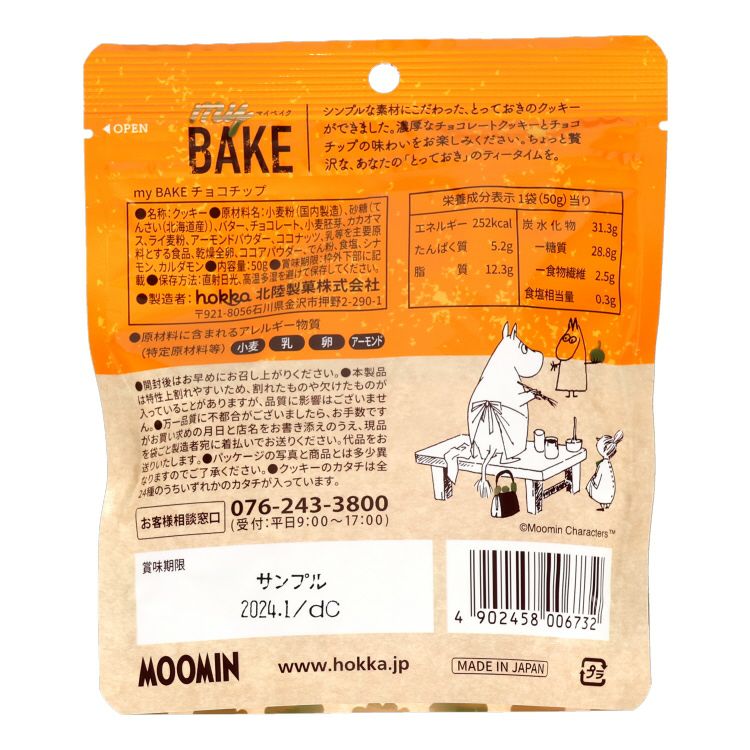 ◀OPEN
my
マイベイク
BAKE
シンプルな素材にこだわった、とっておきのクッキー
ができました。濃厚なチョコレートクッキーとチョコ
チップの味わいをお楽しみください。ちょっと贅
沢な、あなたの「とっておき」のティータイムを。
my BAKE チョコチップ
●名称:クッキー●原材料名:小麦粉(国内製造)、砂糖(て
んさい(北海道産))、バター、チョコレート、小麦胚芽、カカオマ
ス、ライ麦粉、アーモンドパウダー、ココナッツ、乳等を主要原
料とする食品、乾燥全卵、ココアパウダー、でん粉、食塩、シナ
モン、カルダモン●内容量:50g●賞味期限:枠外下部に記
載●保存方法:直射日光、高温多湿を避けて保存してください。
●製造者:hokka 北陸製菓株式会社
〒921-8056石川県金沢市押野2-290-1
栄養成分表示 1袋(50g)当り
エネルギー 252kcal
たんぱく質 5.2g
脂質 12.3g
炭水化物 31.3g
ー糖質 28.8g
ー食物繊維 2.5g
食塩相当量 0.3g
●原材料に含まれるアレルギー物質
(特定原材料等) 小麦 乳 卵 アーモンド
●開封後はお早めにお召し上がりください。●本製品
は特性上割れやすいため、割れたものや欠けたものが
入っていることがありますが、品質に影響はございませ
ん。●万一品質に不都合がございましたら、お手数です
がお買い求めの月日と店名をお書き添えのうえ、現品
を袋ごと製造者宛に着払いでお送りください。代品をお
送りいたします。●パッケージの写真と商品とは多少異
なりますのでご了承ください。●クッキーのカタチは全
24種のうちいずれかのカタチが入っています。
お客様相談窓口
076-243-3800
(受付:平日9:00〜17:00)
©Moomin Characters™
賞味期限
サンプル
2024.1/dC
4 902458 006732
MOOMIN
www.hokka.jp
MADE IN JAPAN
プラ